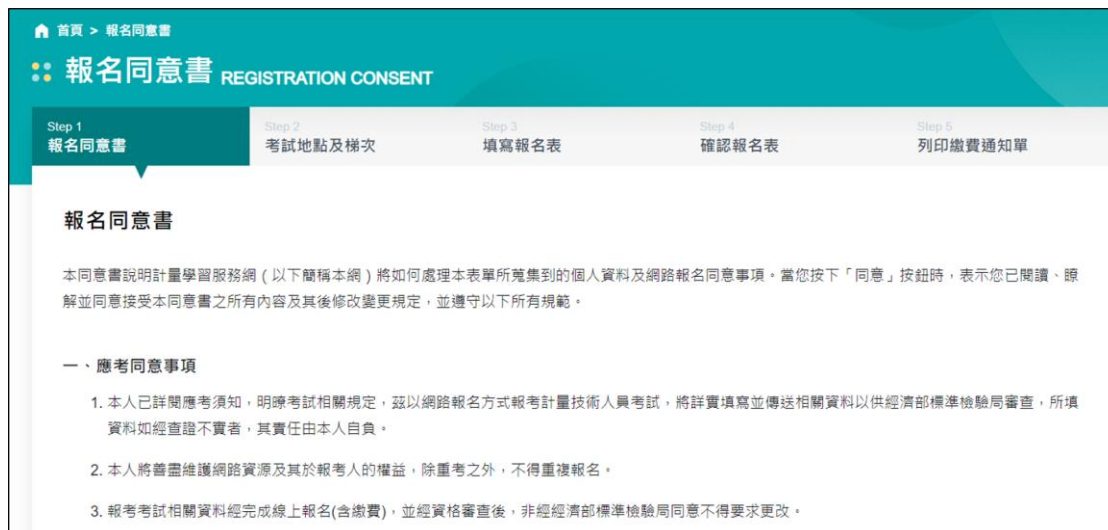 首頁 > 報名同意書
報名同意書 REGISTRATION CONSENT
Step 1
報名同意書
Step 2
考試地點及梯次
Step 3
填寫報名表
Step 4
確認報名表
Step 5
列印繳費通知單
報名同意書
本同意書說明計量學習服務網(以下簡稱本網)將如何處理本表單所蒐集到的個人資料及網路報名同意事項。當您按下「同意」按鈕時,表示您已閱讀、瞭
解並同意接受本同意書之所有內容及其後修改變更規定,並遵守以下所有規範。
一、應考同意事項
1. 本人已詳閱應考須知,明瞭考試相關規定,茲以網路報名方式報考計量技術人員考試,將詳實填寫並傳送相關資料以供經濟部標準檢驗局審查,所填
資料如經查證不實者,其責任由本人自負。
2. 本人將善盡維護網路資源及其於報考人的權益,除重考之外,不得重複報名。
3. 報考考試相關資料經完成線上報名(含繳費),並經資格審查後,非經經濟部標準檢驗局同意不得要求更改。